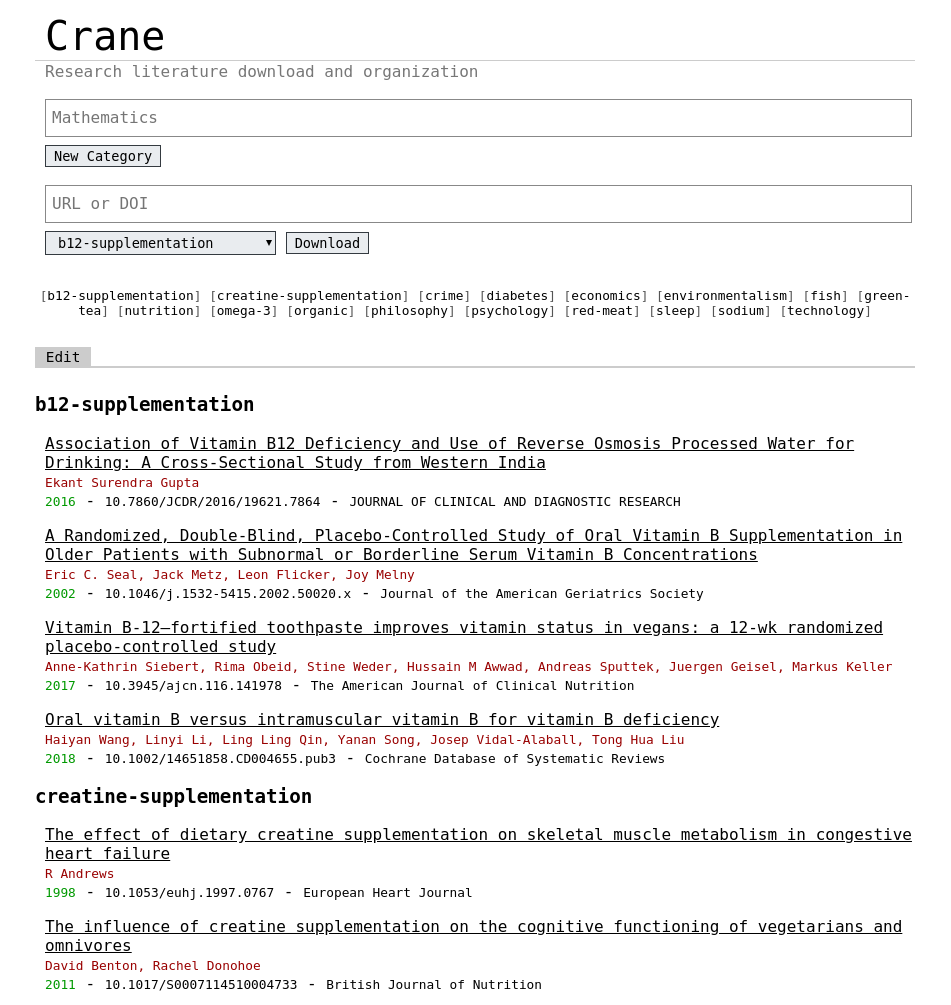 Crane
Research literature download and organization
Mathematics
New Category
URL or DOI
b12-supplementation ▾ Download
[b12-supplementation] [creatine-supplementation] [crime] [diabetes] [economics] [environmentalism] [fish] [green-
tea] [nutrition] [omega-3] [organic] [philosophy] [psychology] [red-meat] [sleep] [sodium] [technology]
Edit
b12-supplementation
Association of Vitamin B12 Deficiency and Use of Reverse Osmosis Processed Water for
Drinking: A Cross-Sectional Study from Western India
Ekant Surendra Gupta
2016 - 10.7860/JCDR/2016/19621.7864 - JOURNAL OF CLINICAL AND DIAGNOSTIC RESEARCH
A Randomized, Double-Blind, Placebo-Controlled Study of Oral Vitamin B Supplementation in
Older Patients with Subnormal or Borderline Serum Vitamin B Concentrations
Eric C. Seal, Jack Metz, Leon Flicker, Joy Melny
2002 - 10.1046/j.1532-5415.2002.50020.x - Journal of the American Geriatrics Society
Vitamin B-12–fortified toothpaste improves vitamin status in vegans: a 12-wk randomized
placebo-controlled study
Anne-Kathrin Siebert, Rima Obeid, Stine Weder, Hussain M Awwad, Andreas Sputtek, Juergen Geisel, Markus Keller
2017 - 10.3945/ajcn.116.141978 - The American Journal of Clinical Nutrition
Oral vitamin B versus intramuscular vitamin B for vitamin B deficiency
Haiyan Wang, Linyi Li, Ling Ling Qin, Yanan Song, Josep Vidal-Alaball, Tong Hua Liu
2018 - 10.1002/14651858.CD004655.pub3 - Cochrane Database of Systematic Reviews
creatine-supplementation
The effect of dietary creatine supplementation on skeletal muscle metabolism in congestive
heart failure
R Andrews
1998 - 10.1053/euhj.1997.0767 - European Heart Journal
The influence of creatine supplementation on the cognitive functioning of vegetarians and
omnivores
David Benton, Rachel Donohoe
2011 - 10.1017/S0007114510004733 - British Journal of Nutrition